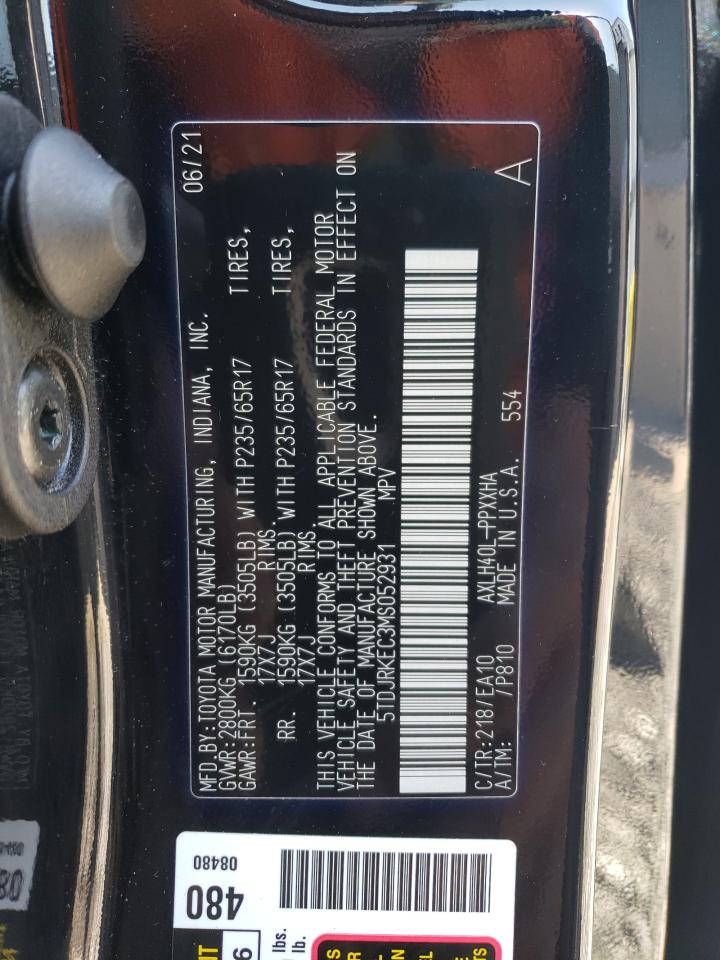 MFD.BY:TOYOTA MOTOR MANUFACTURING, INDIANA, INC. 06/21
GVWR:2800KG (6170LB)
GAWR:FRT. 1590KG (3505LB) WITH P235/65R17 TIRES,
17X7J RIMS.
RR. 1590KG (3505LB) WITH P235/65R17 TIRES,
17X7J RIMS.
THIS VEHICLE CONFORMS TO ALL APPLICABLE FEDERAL MOTOR
VEHICLE SAFETY AND THEFT PREVENTION STANDARDS IN EFFECT ON
THE DATE OF MANUFACTURE SHOWN ABOVE.
5TDJRKEC3MS052931 MPV
C/TR:218/EA10 AXLH40L-PPXXHA
A/TM: /P810 MADE IN U.S.A. 554 A
480
08480
lbs.
lb.